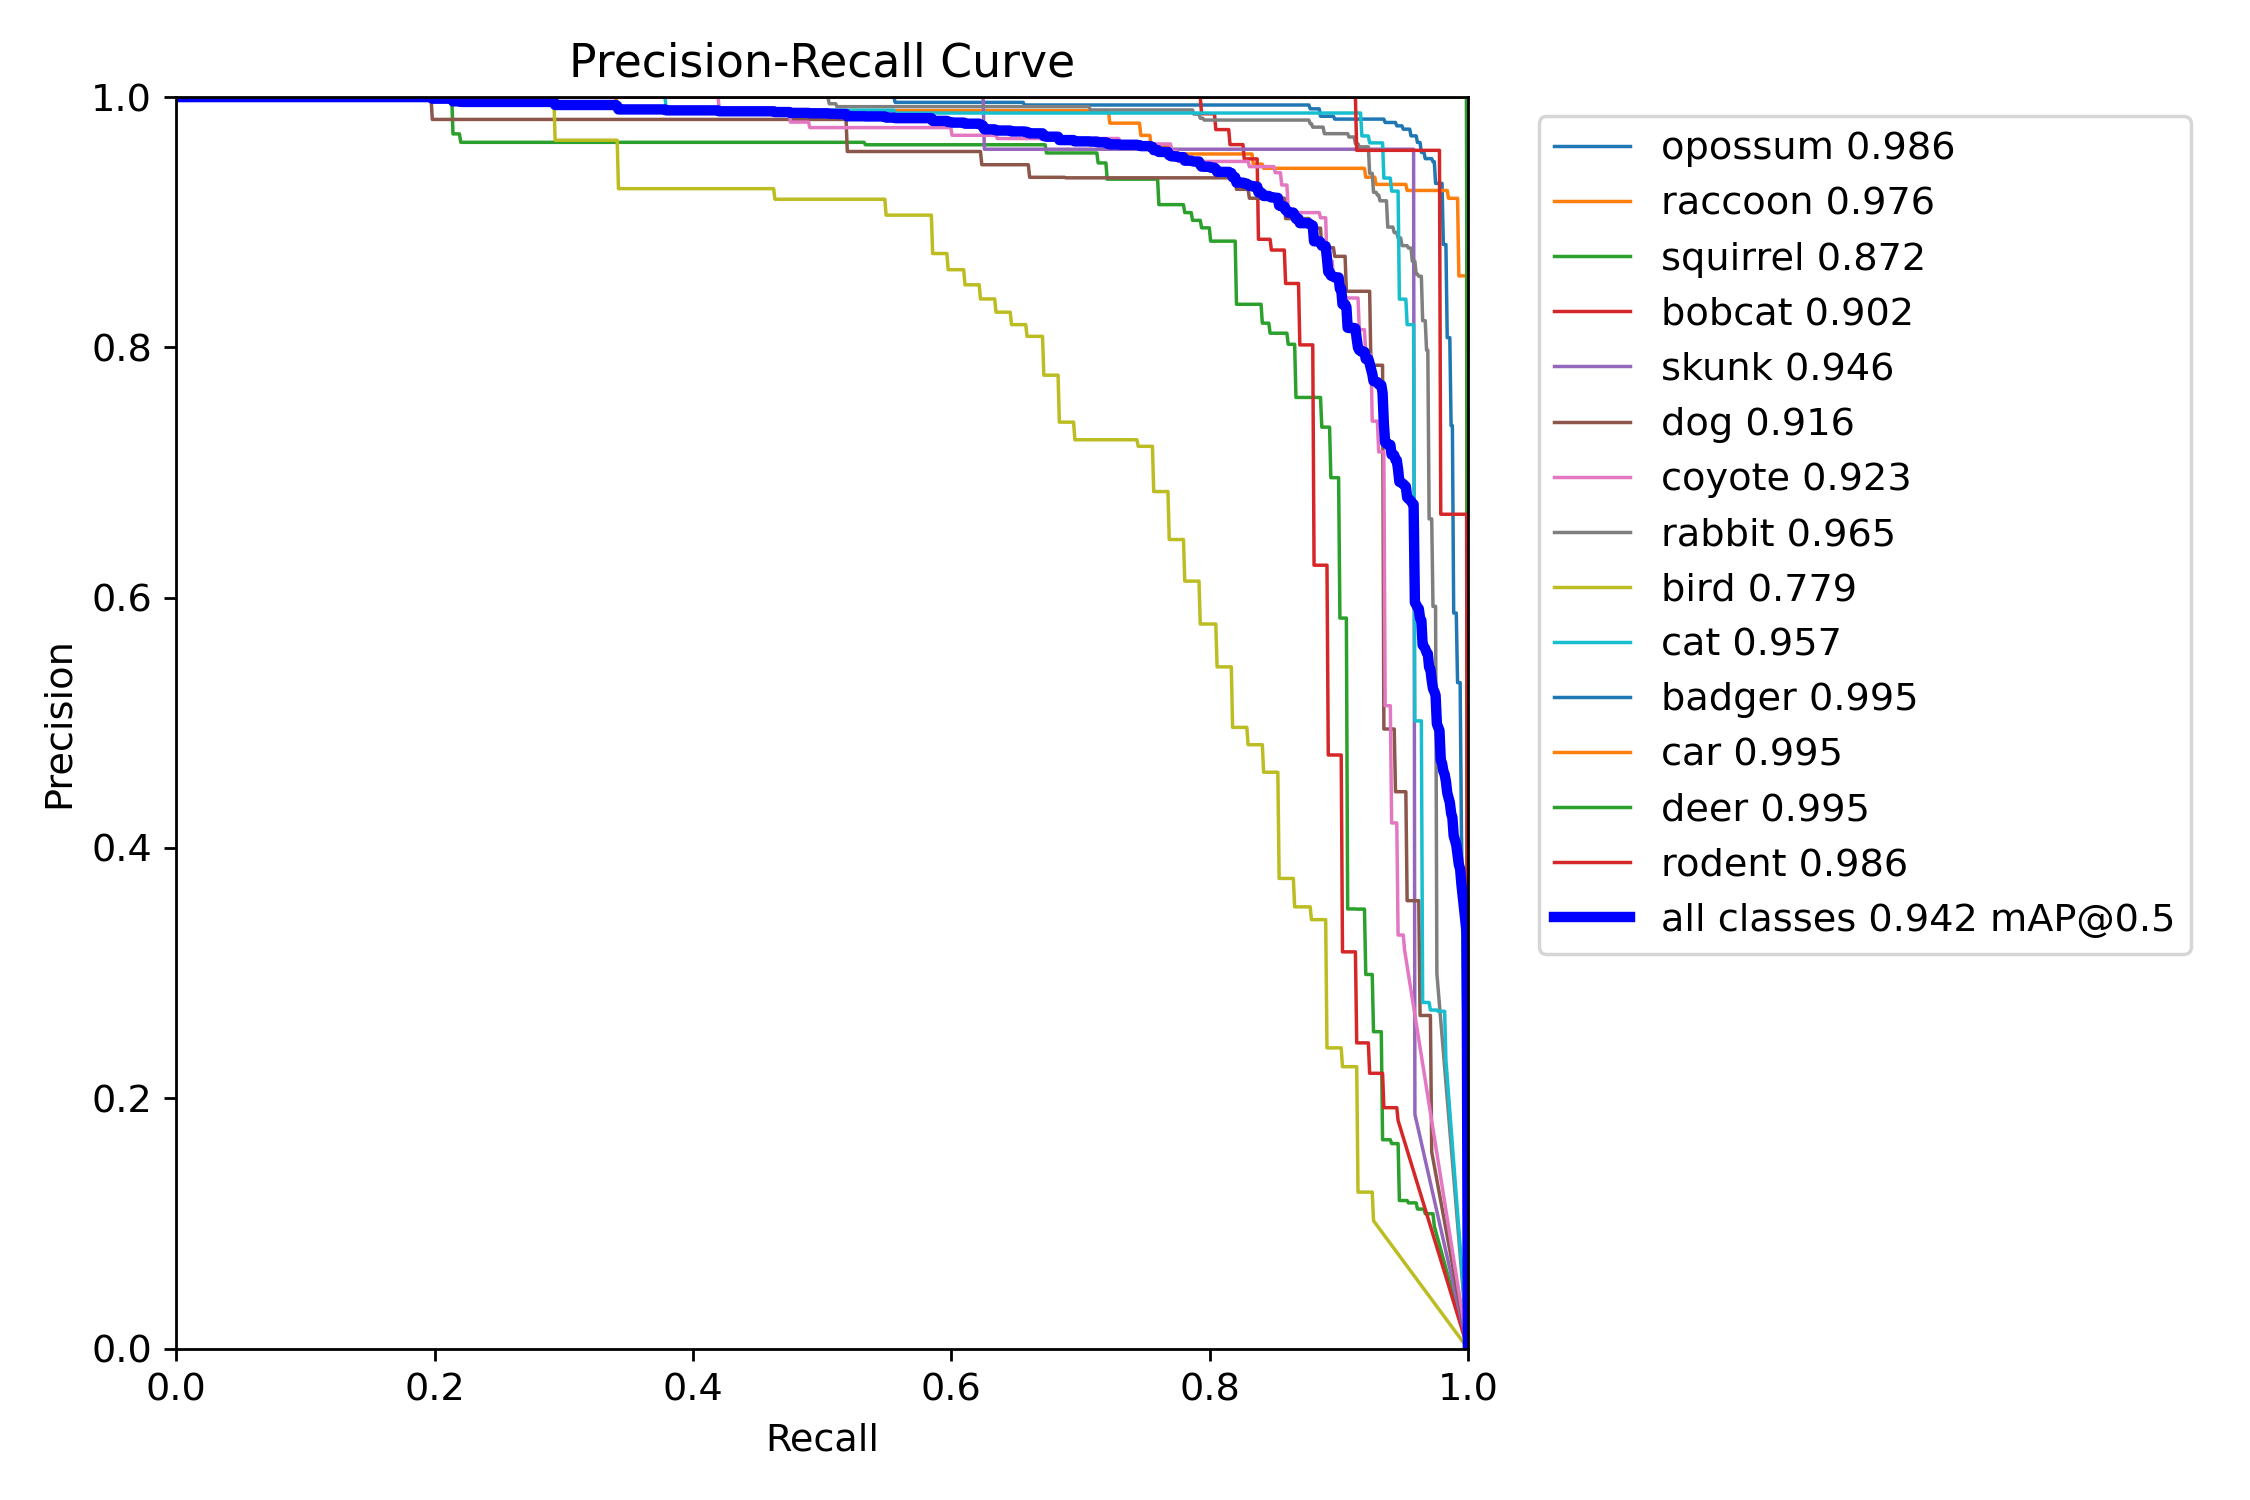 Precision-Recall Curve
1.0
0.8
0.6
0.4
0.2
0.0
Precision
0.0 0.2 0.4 0.6 0.8 1.0
Recall
opossum 0.986
raccoon 0.976
squirrel 0.872
bobcat 0.902
skunk 0.946
dog 0.916
coyote 0.923
rabbit 0.965
bird 0.779
cat 0.957
badger 0.995
car 0.995
deer 0.995
rodent 0.986
all classes 0.942 mAP@0.5